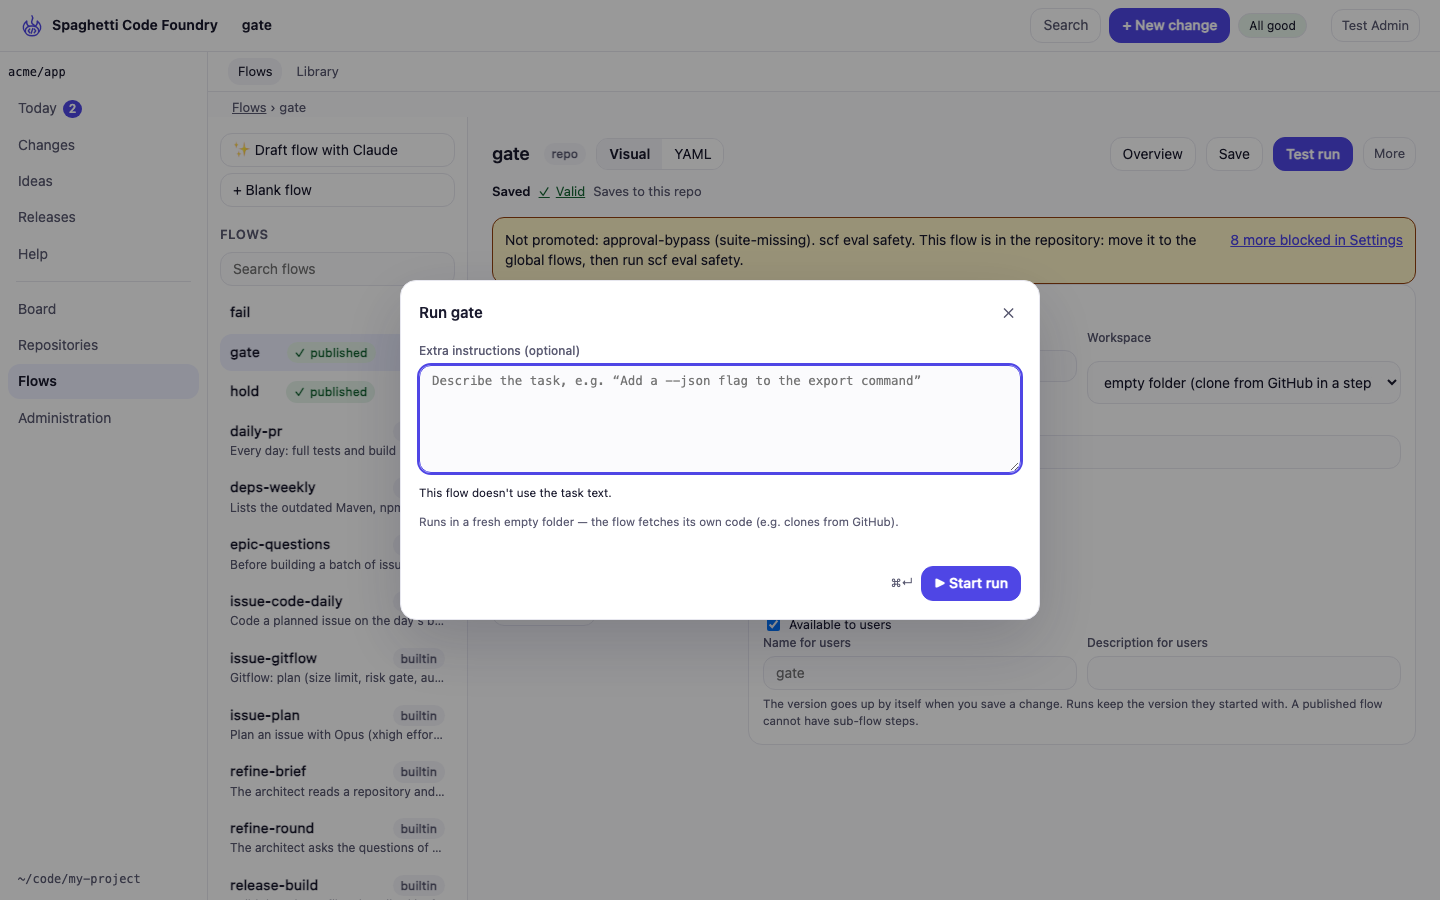 Spaghetti Code Foundry
gate
Search
+ New change
All good
Test Admin
acme/app
Today 2
Changes
Ideas
Releases
Help
Board
Repositories
Flows
Administration
~/code/my-project
Flows
Library
Flows › gate
✨ Draft flow with Claude
+ Blank flow
FLOWS
Search flows
fail
gate ✓ published
hold ✓ published
daily-pr
Every day: full tests and build
deps-weekly
Lists the outdated Maven, npm
epic-questions
Before building a batch of issu
issue-code-daily
Code a planned issue on the day's b...
issue-gitflow builtin
Gitflow: plan (size limit, risk gate, au...
issue-plan builtin
Plan an issue with Opus (xhigh effor...
refine-brief builtin
The architect reads a repository and...
refine-round builtin
The architect asks the questions of ...
release-build builtin
gate repo Visual YAML
Overview
Save
Test run
More
Saved ✓ Valid Saves to this repo
Not promoted: approval-bypass (suite-missing). scf eval safety. This flow is in the repository: move it to the
global flows, then run scf eval safety.
8 more blocked in Settings
Workspace
empty folder (clone from GitHub in a step
Run gate
Extra instructions (optional)
Describe the task, e.g. “Add a --json flag to the export command”
This flow doesn't use the task text.
Runs in a fresh empty folder — the flow fetches its own code (e.g. clones from GitHub).
⌘↵ Start run
Available to users
Name for users
Description for users
gate
The version goes up by itself when you save a change. Runs keep the version they started with. A published flow
cannot have sub-flow steps.